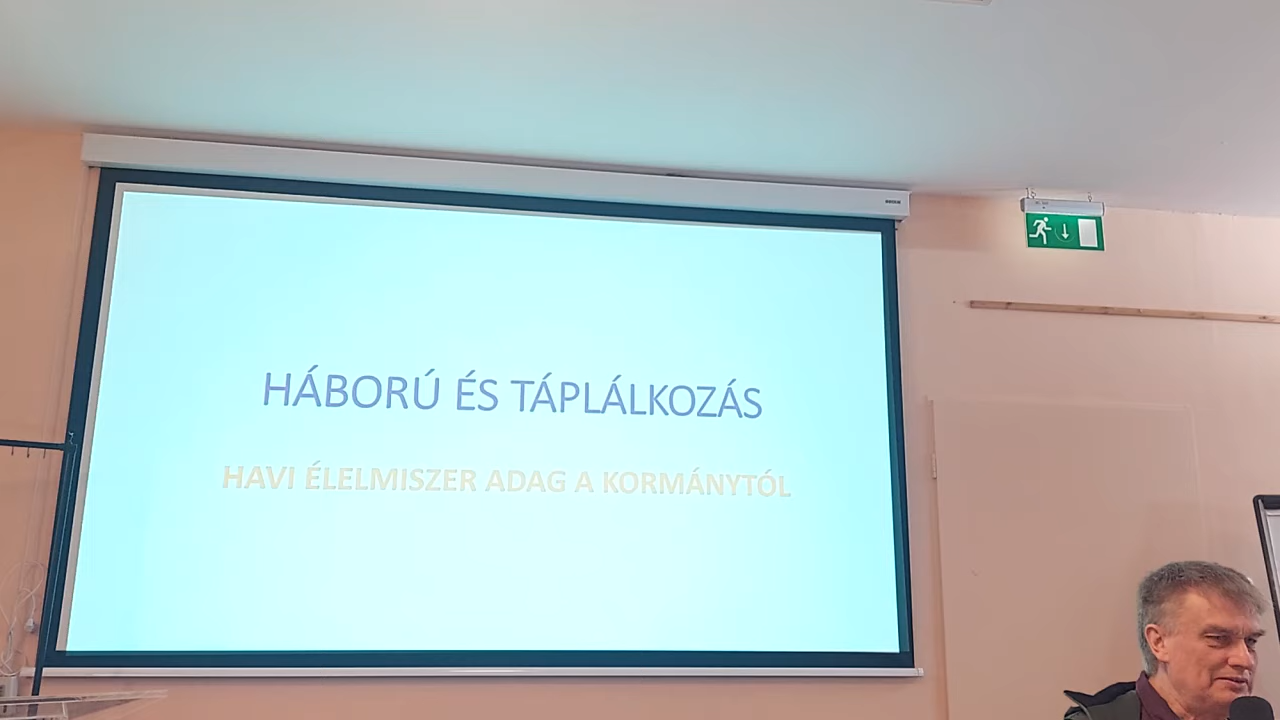 HÁBORÚ ÉS TÁPLÁLKOZÁS
HAVI ÉLELMISZER ADAG A KORMÁNYTÓL